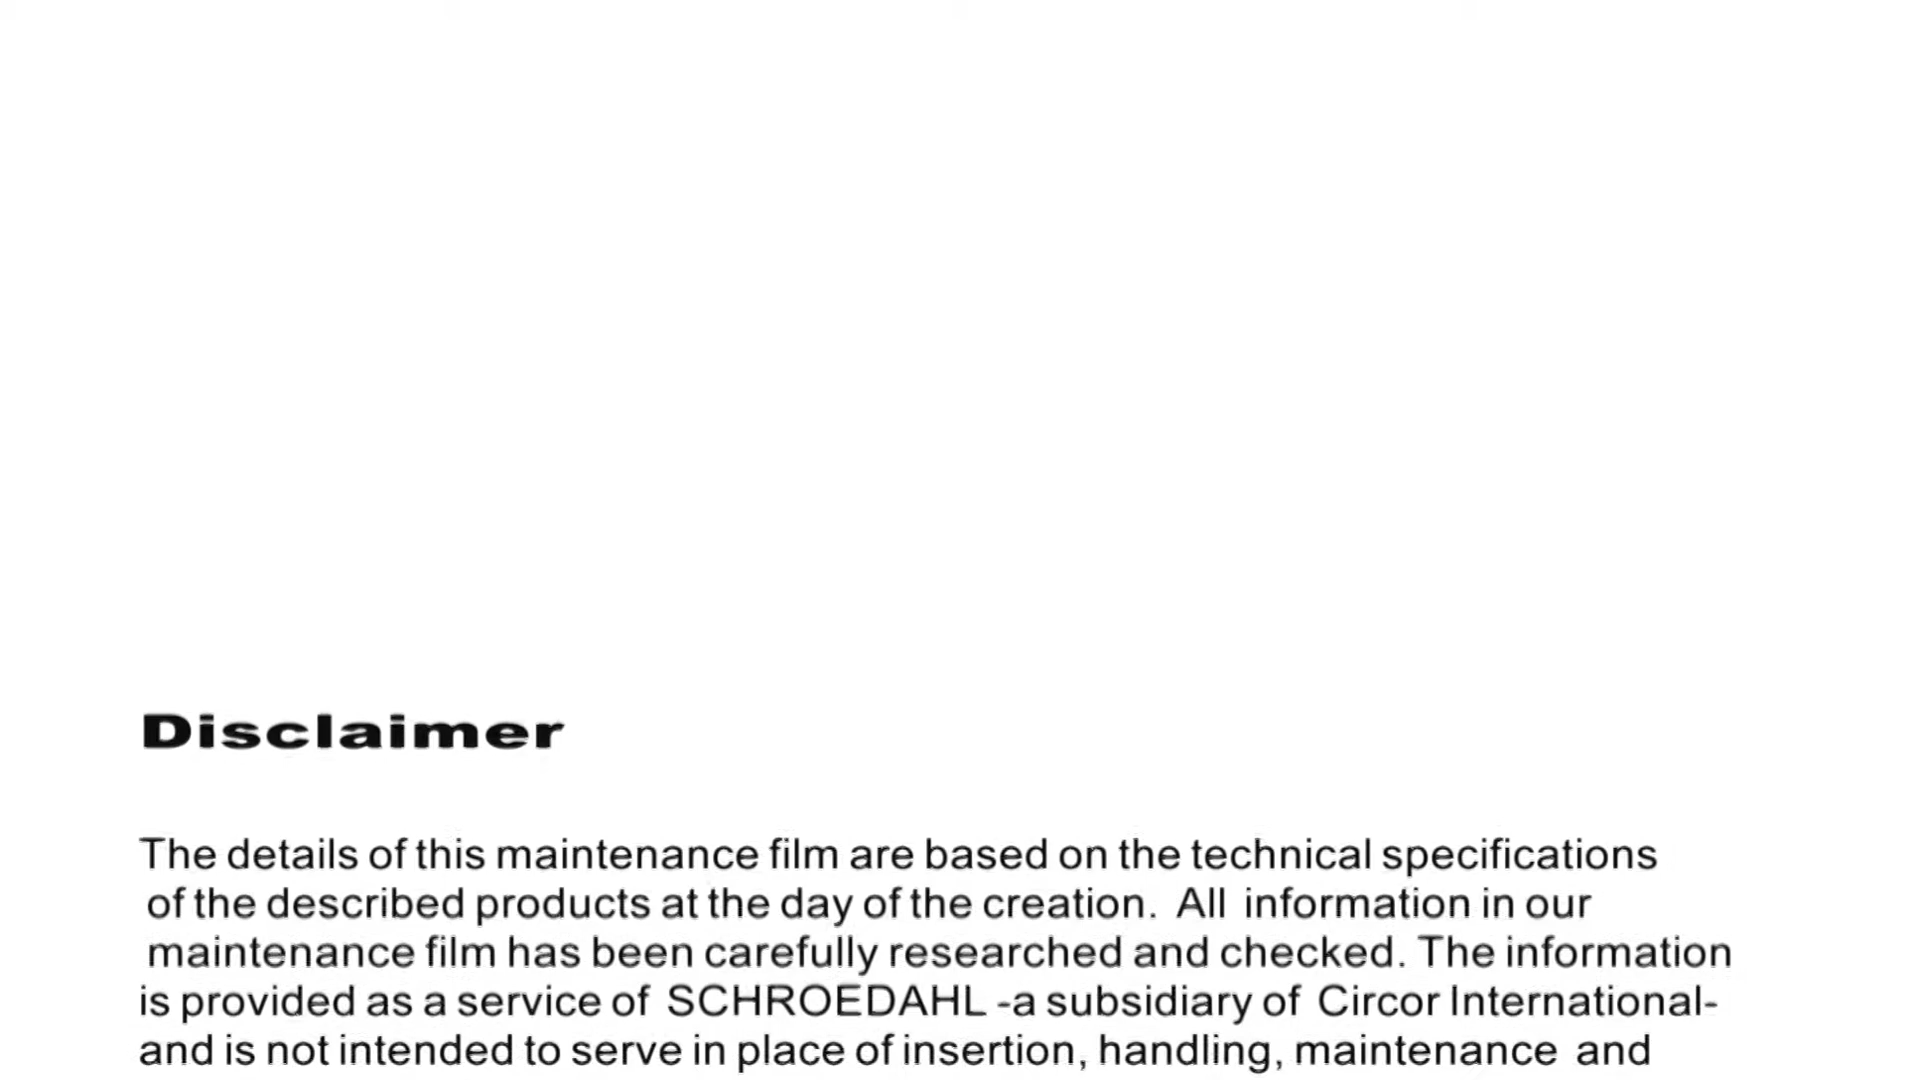 Disclaimer
The details of this maintenance film are based on the technical specifications
of the described products at the day of the creation. All information in our
maintenance film has been carefully researched and checked. The information
is provided as a service of SCHROEDAHL -a subsidiary of Circor International-
and is not intended to serve in place of insertion, handling, maintenance and